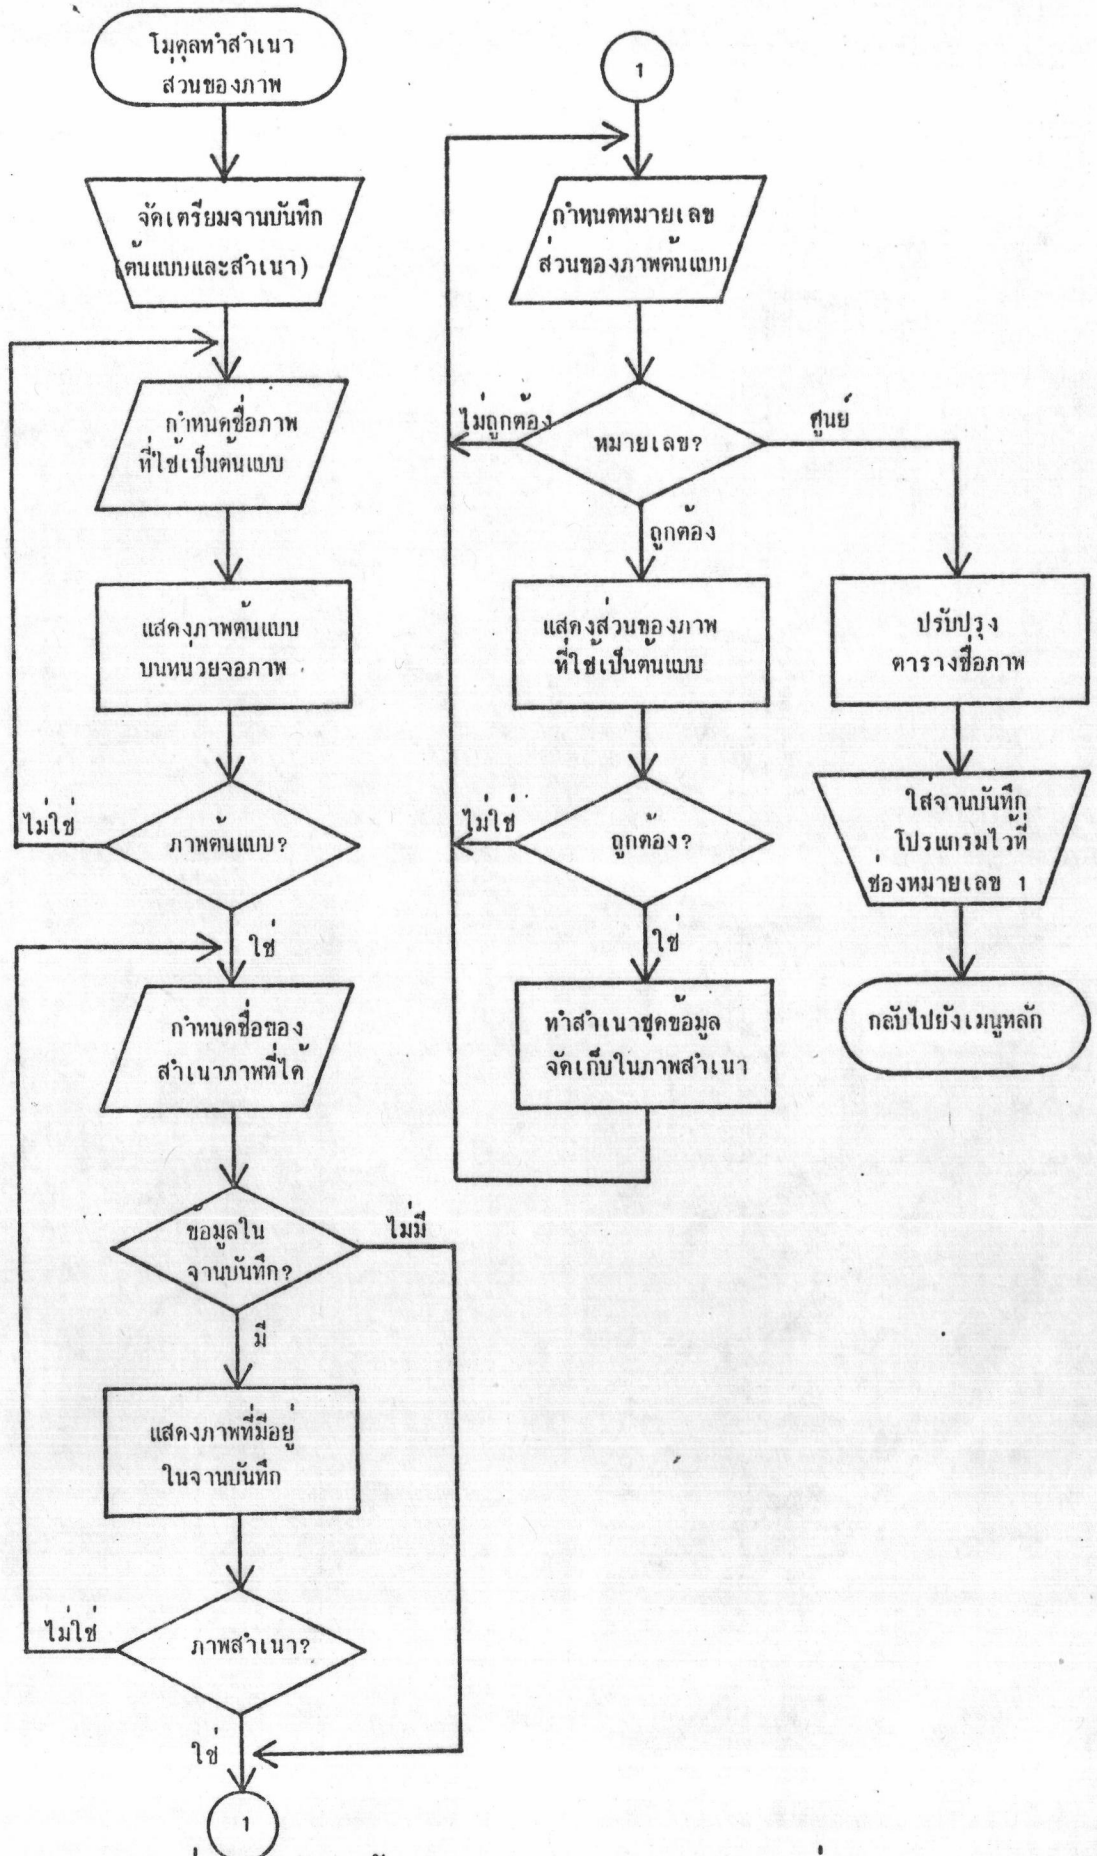 โมดุลทำสำเนา
ส่วนของภาพ
จัดเตรียมจานบันทึก
(ต้นแบบและสำเนา)
กำหนดชื่อภาพ
ที่ใช้เป็นต้นแบบ
แสดงภาพต้นแบบ
บนหน่วยจอภาพ
ไม่ใช่
ภาพต้นแบบ?
ใช่
กำหนดชื่อของ
สำเนาภาพที่ได้
ข้อมูลใน
จานบันทึก?
ไม่มี
มี
แสดงภาพที่มีอยู่
ในจานบันทึก
ไม่ใช่
ภาพสำเนา?
ใช่
1
1
กำหนดหมายเลข
ส่วนของภาพต้นแบบ
ไม่ถูกต้อง
หมายเลข?
ศูนย์
ถูกต้อง
แสดงส่วนของภาพ
ที่ใช้เป็นต้นแบบ
ไม่ใช่
ถูกต้อง?
ใช่
ทำสำเนาชุดข้อมูล
จัดเก็บในภาพสำเนา
ปรับปรุง
ตารางชื่อภาพ
ใส่จานบันทึก
โปรแกรมไว้ที่
ช่องหมายเลข 1
กลับไปยังเมนูหลัก